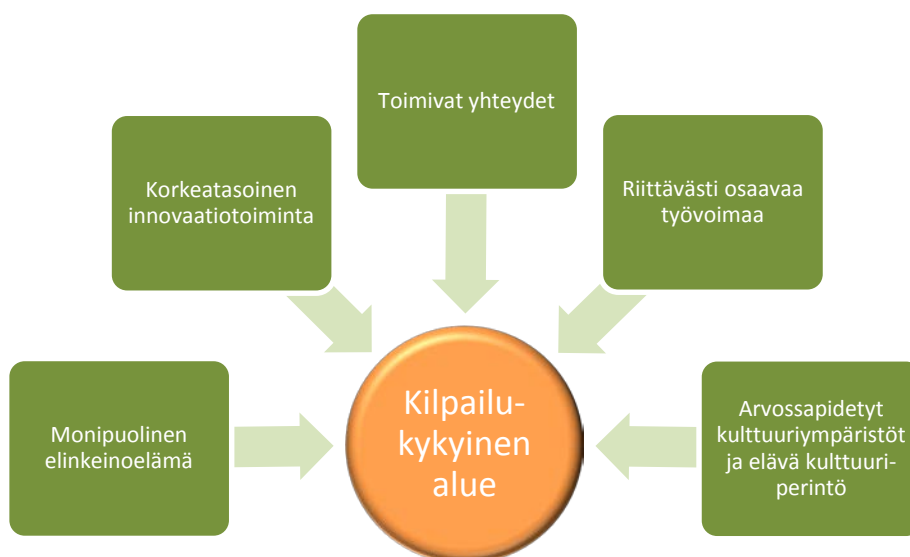 Toimivat yhteydet
Korkeatasoinen
innovaatiotoiminta
Riittävästi osaavaa
työvoimaa
Monipuolinen
elinkeinoelämä
Kilpailu-
kykyinen
alue
Arvossapidetyt
kulttuuriympäristöt
ja elävä kulttuuri-
perintö